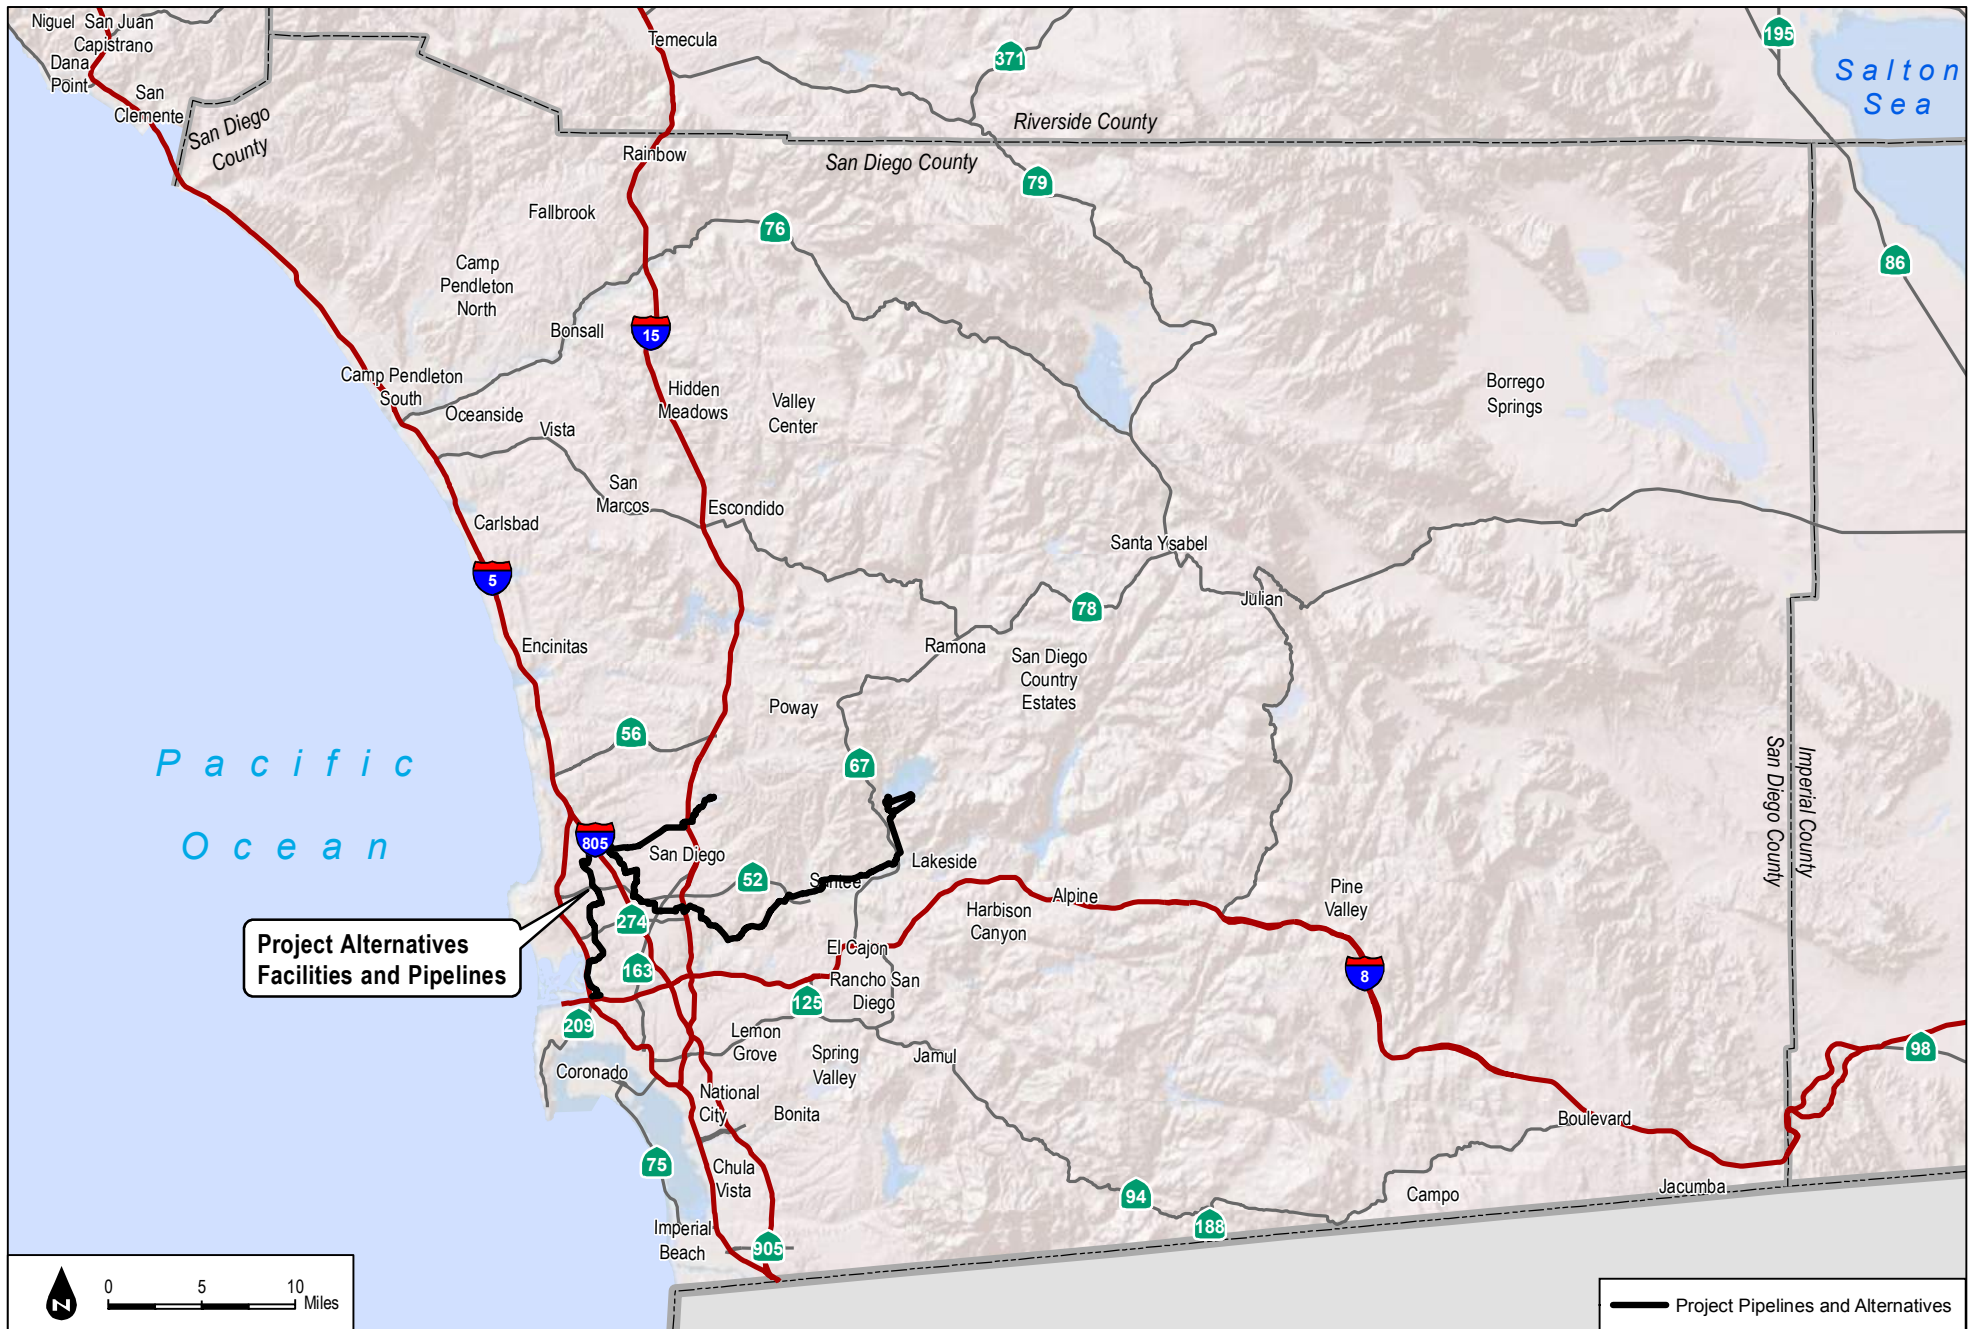 Niguel
San Juan
Capistrano
Dana
Point
San
Clemente
San Diego
County
Temecula
371
195
Salton
Sea
Riverside County
San Diego County
Rainbow
79
Fallbrook
76
86
Camp
Pendleton
North
Bonsall
15
Camp Pendleton
South
Oceanside
Hidden
Meadows
Valley
Center
Borrego
Springs
Vista
San
Marcos
Escondido
Carlsbad
Santa Ysabel
5
78
Julian
Encinitas
Ramona
San Diego
Country
Estates
Poway
56
67
Pacific
Ocean
San Diego County
Imperial County
805
San Diego
52
Santee
Lakeside
Alpine
Pine
Valley
Harbison
Canyon
274
Project Alternatives
Facilities and Pipelines
El Cajon
163
Rancho San
Diego
8
125
209
Lemon
Grove
Spring
Valley
Jamul
98
Coronado
National
City
Bonita
Boulevard
75
Chula
Vista
94
188
Campo
Jacumba
Imperial
Beach
905
N
0 5 10
Miles
Project Pipelines and Alternatives